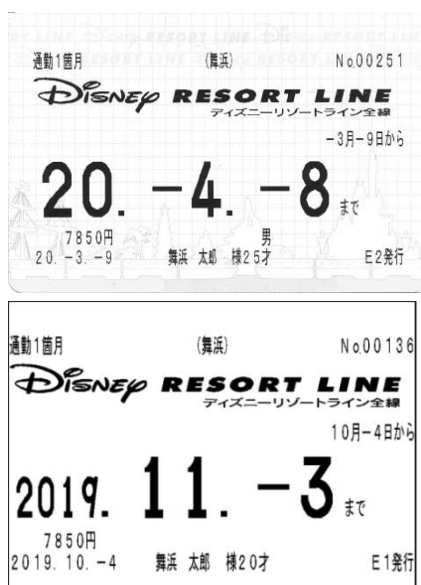 通勤1箇月 (舞浜) No.00251
Disney RESORT LINE
ディズニーリゾートライン全線
-3月-9日から
20. -4. -8 まで
7850円 男
20. -3. -9 舞浜 太郎 様25才 E2発行
通勤1箇月 (舞浜) No.00136
Disney RESORT LINE
ディズニーリゾートライン全線
10月-4日から
2019. 11. -3 まで
7850円
2019. 10. -4 舞浜 太郎 様20才 E1発行